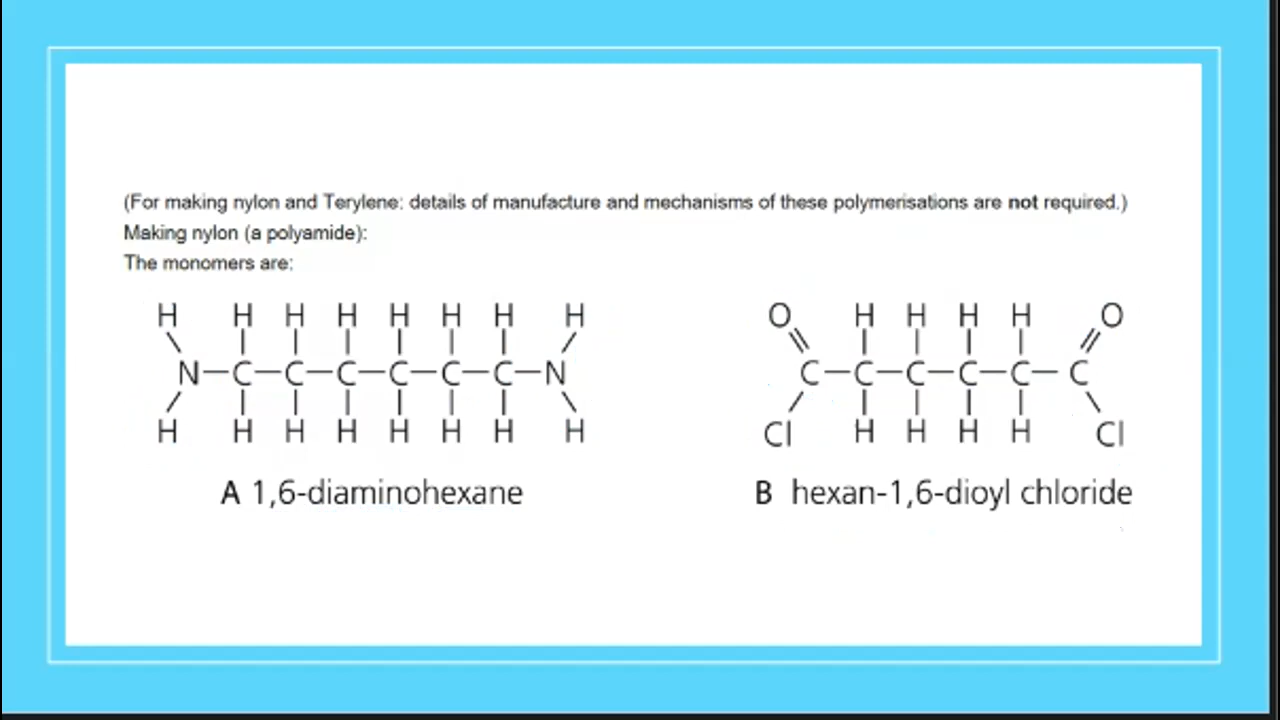 (For making nylon and Terylene: details of manufacture and mechanisms of these polymerisations are not required.)
Making nylon (a polyamide):
The monomers are:
H H H H H H H H
N—C—C—C—C—C—C—N
H H H H H H H H
A 1,6-diaminohexane
O H H H H O
C—C—C—C—C—C
Cl H H H H Cl
B hexan-1,6-dioyl chloride